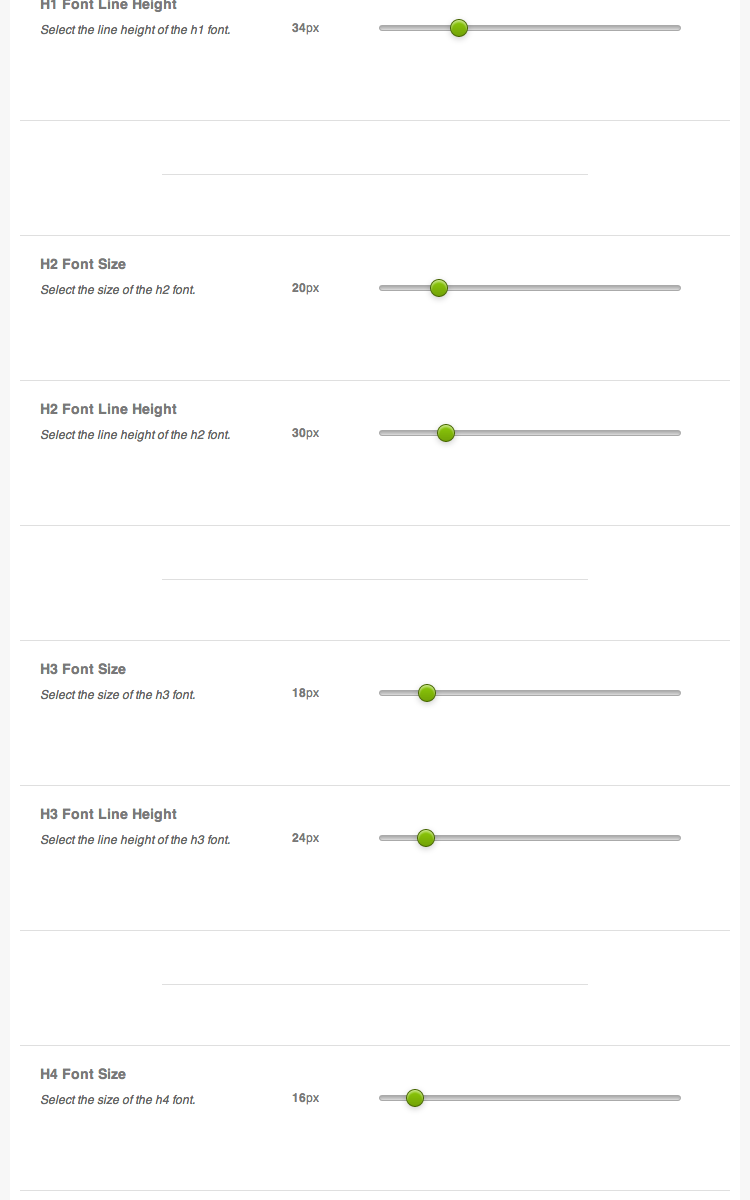 H1 Font Line Height
Select the line height of the h1 font.
34px
H2 Font Size
Select the size of the h2 font.
20px
H2 Font Line Height
Select the line height of the h2 font.
30px
H3 Font Size
Select the size of the h3 font.
18px
H3 Font Line Height
Select the line height of the h3 font.
24px
H4 Font Size
Select the size of the h4 font.
16px